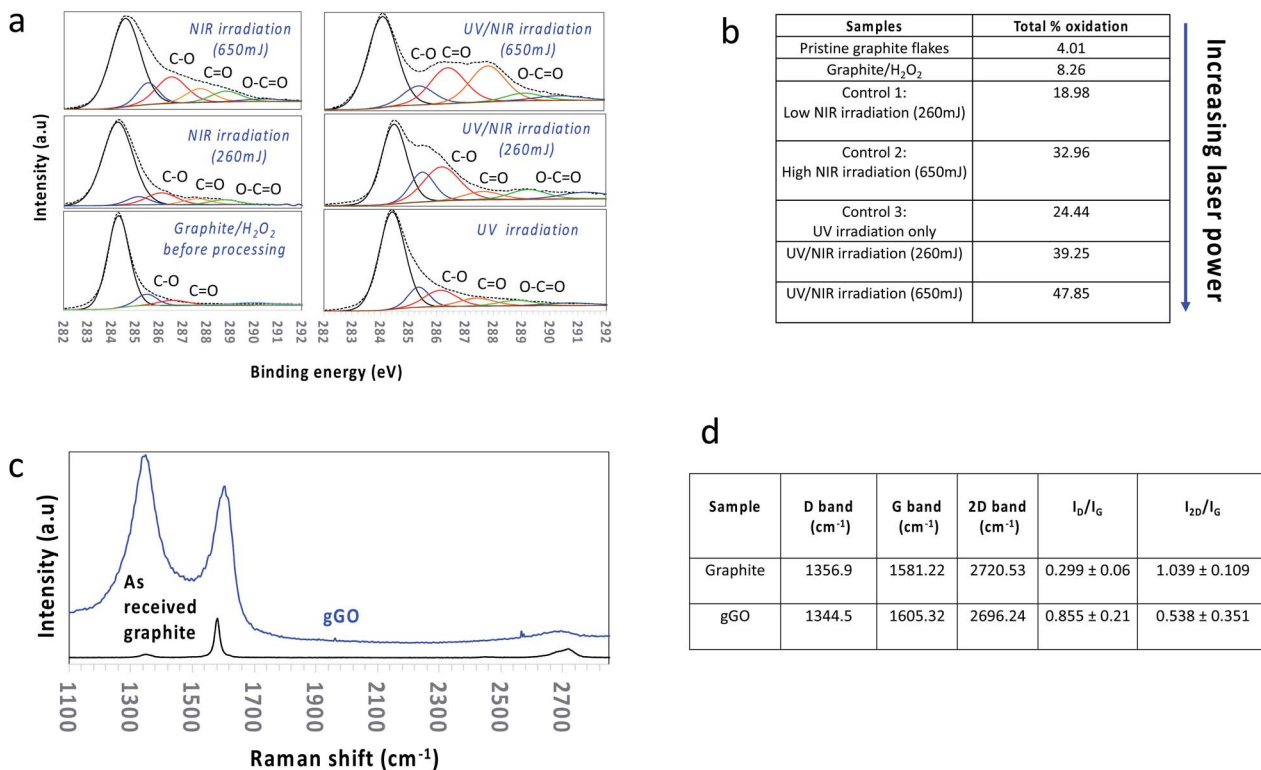 a
NIR irradiation
(650mJ)
C-O
C=O
O-C=O
UV/NIR irradiation
(650mJ)
C-O C=O
O-C=O
NIR irradiation
(260mJ)
C-O
C=O
O-C=O
UV/NIR irradiation
(260mJ)
C-O
C=O
O-C=O
Graphite/H₂O₂
before processing
C-O
C=O
UV irradiation
C-O
C=O
O-C=O
Intensity (a.u)
282 283 284 285 286 287 288 289 290 291 292
282 283 284 285 286 287 288 289 290 291 292
Binding energy (eV)
b
Samples Total % oxidation
Pristine graphite flakes 4.01
Graphite/H₂O₂ 8.26
Control 1: 18.98
Low NIR irradiation (260mJ)
Control 2: 32.96
High NIR irradiation (650mJ)
Control 3: 24.44
UV irradiation only
UV/NIR irradiation (260mJ) 39.25
UV/NIR irradiation (650mJ) 47.85
Increasing laser power
c
Intensity (a.u)
As
received
graphite
gGO
1100 1300 1500 1700 1900 2100 2300 2500 2700
Raman shift (cm⁻¹)
d
Sample D band G band 2D band I_D/I_G I_2D/I_G
(cm⁻¹) (cm⁻¹) (cm⁻¹)
Graphite 1356.9 1581.22 2720.53 0.299 ± 0.06 1.039 ± 0.109
gGO 1344.5 1605.32 2696.24 0.855 ± 0.21 0.538 ± 0.351